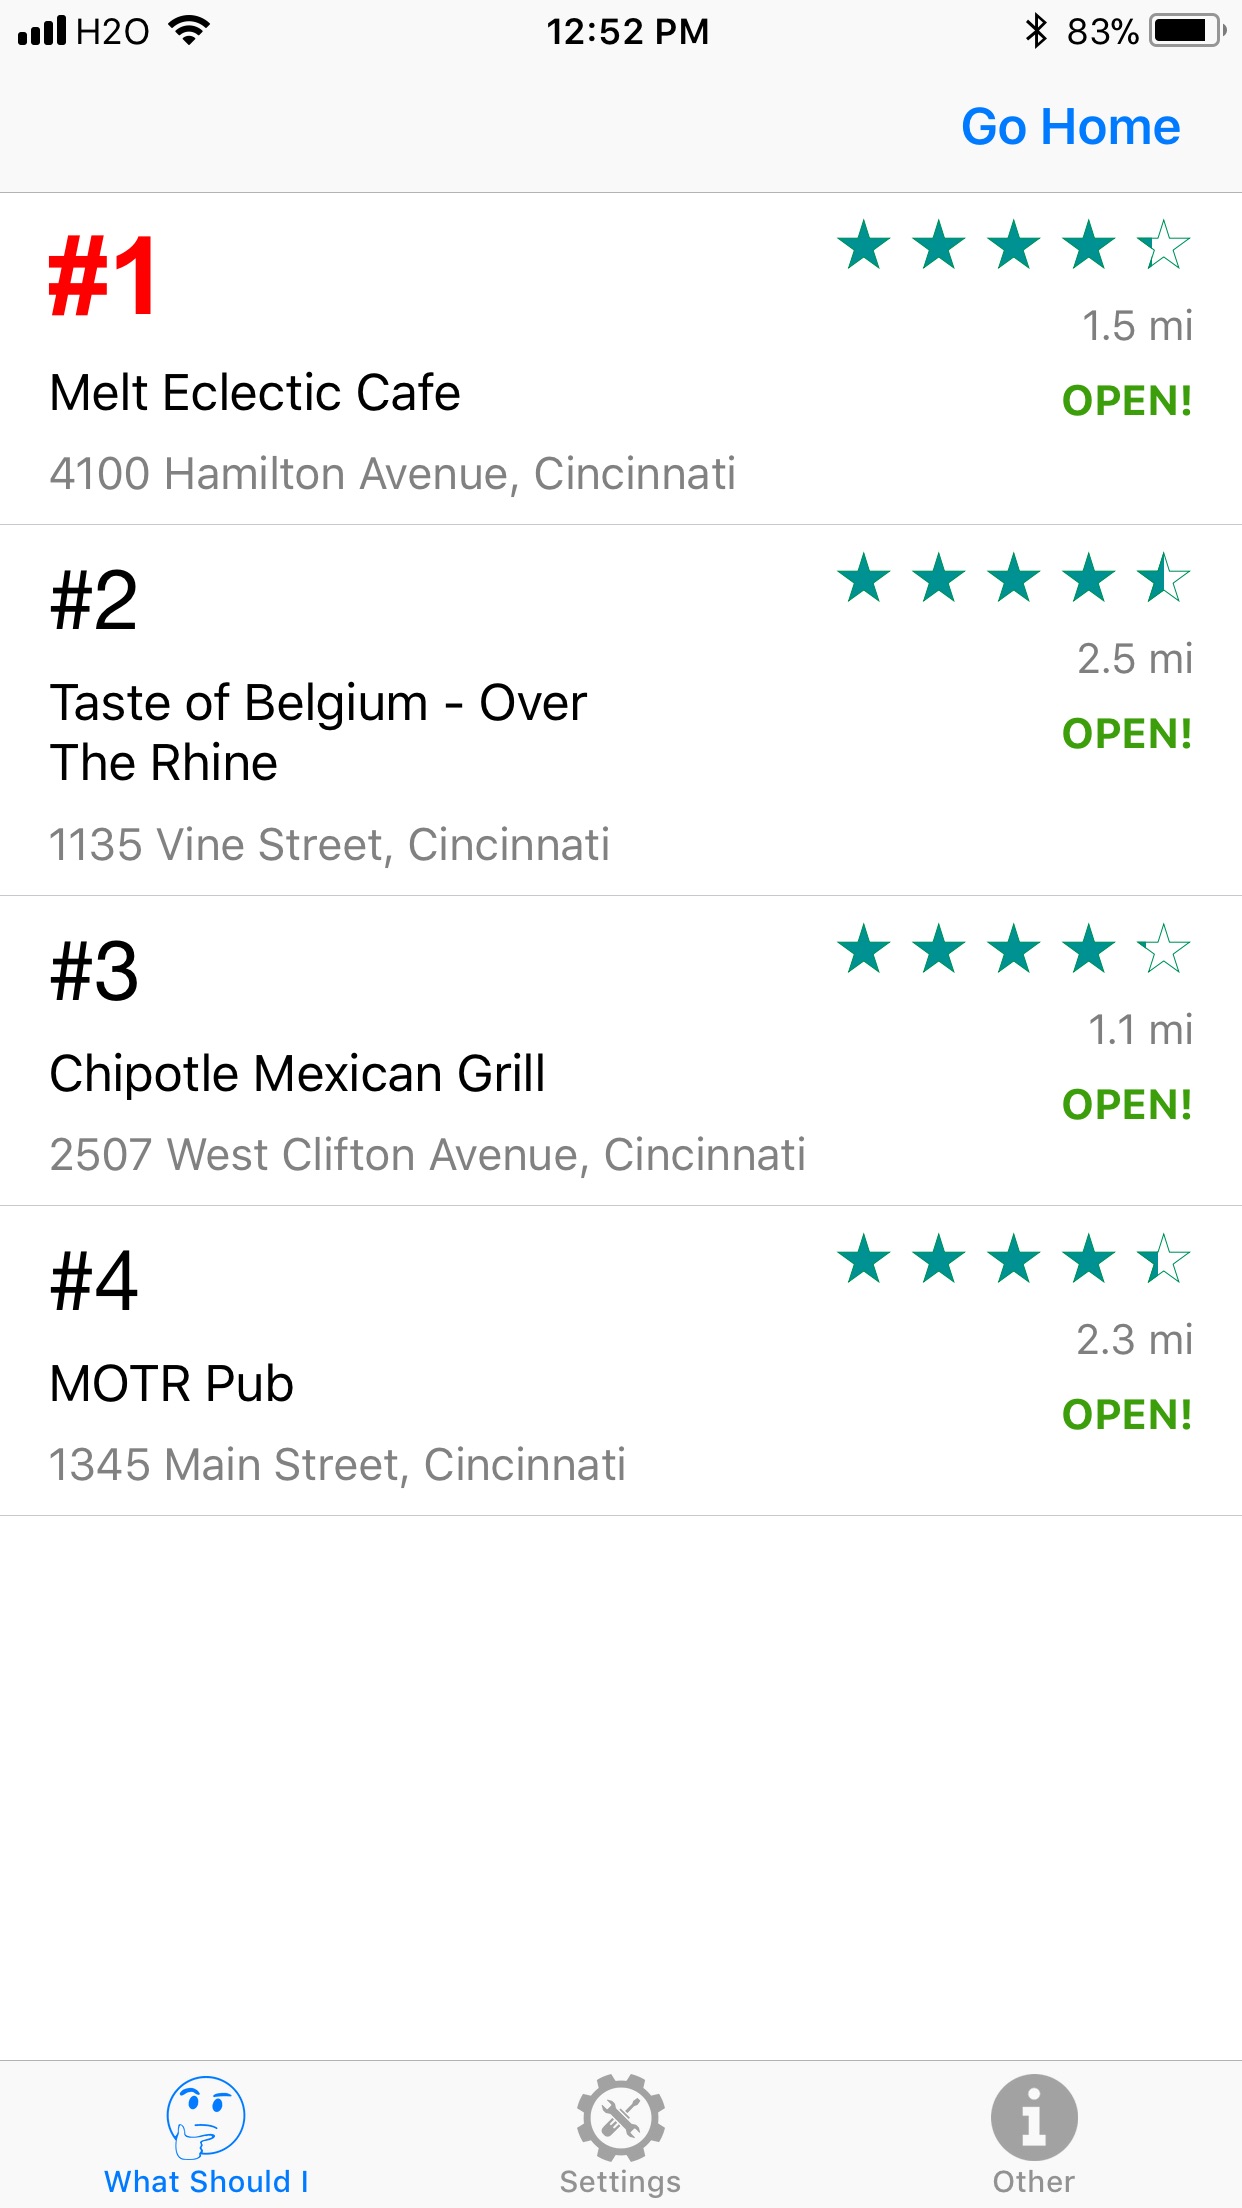 H2O 12:52 PM 83%
Go Home
#1
1.5 mi
Melt Eclectic Cafe
OPEN!
4100 Hamilton Avenue, Cincinnati
#2
2.5 mi
Taste of Belgium - Over
The Rhine
OPEN!
1135 Vine Street, Cincinnati
#3
1.1 mi
Chipotle Mexican Grill
OPEN!
2507 West Clifton Avenue, Cincinnati
#4
2.3 mi
MOTR Pub
OPEN!
1345 Main Street, Cincinnati
What Should I Settings Other